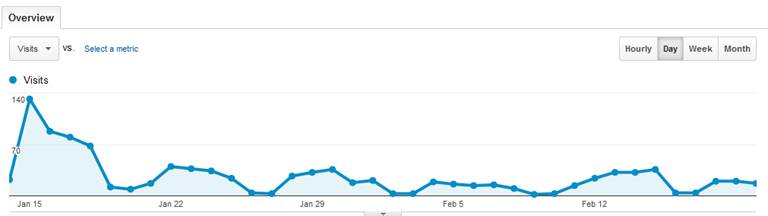 Overview
Visits vs. Select a metric Hourly Day Week Month
Visits
140
70
Jan 15 Jan 22 Jan 29 Feb 5 Feb 12